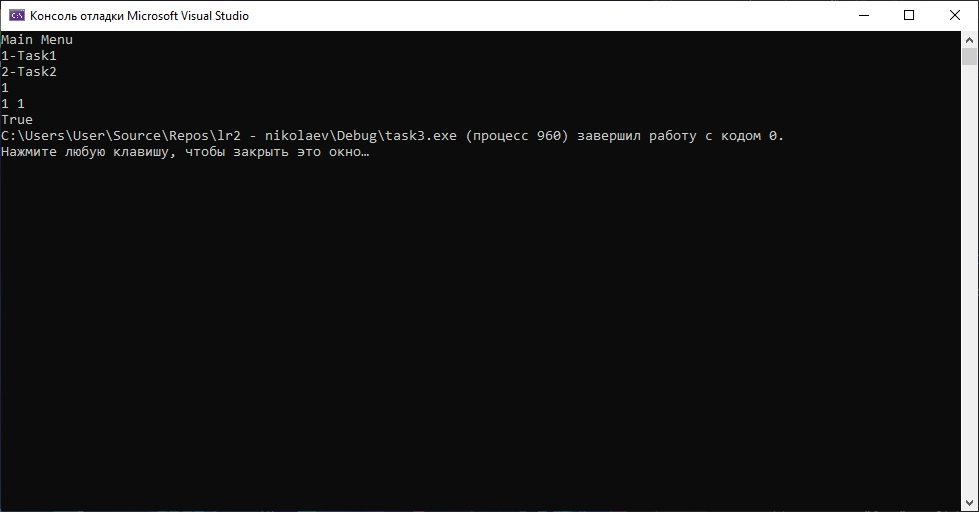 Консоль отладки Microsoft Visual Studio
Main Menu
1-Task1
2-Task2
1
1 1
True
C:\Users\User\Source\Repos\lr2 - nikolaev\Debug\task3.exe (процесс 960) завершил работу с кодом 0.
Нажмите любую клавишу, чтобы закрыть это окно…